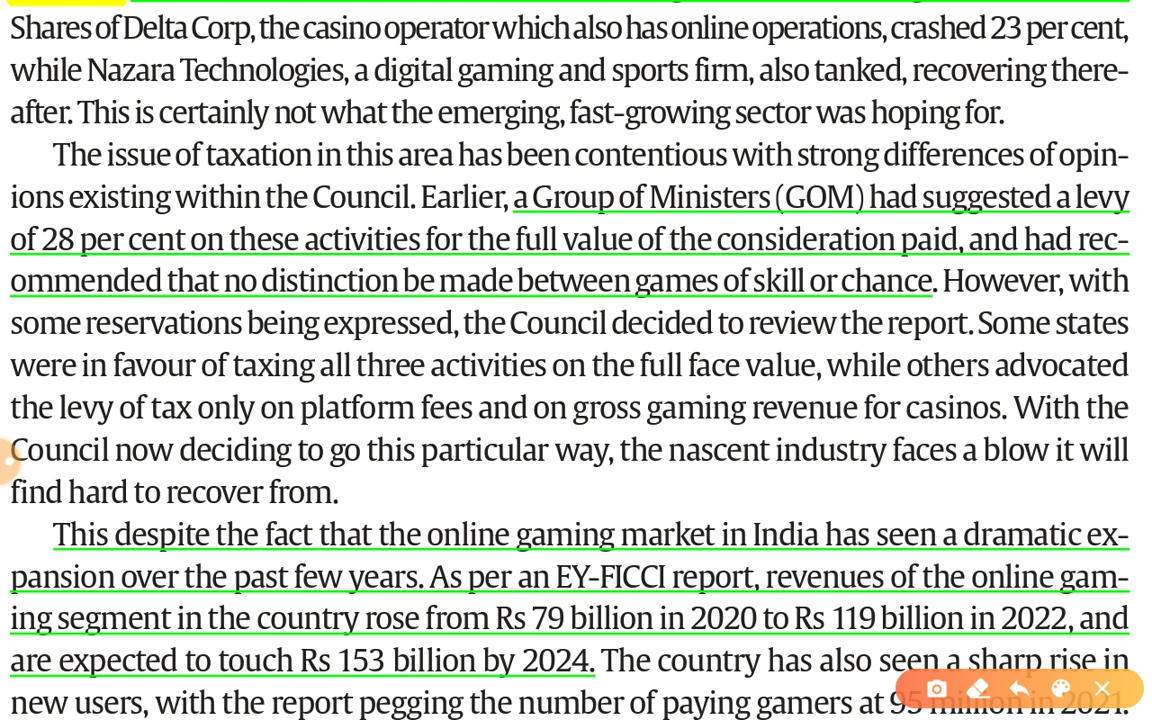 Shares of Delta Corp, the casino operator which also has online operations, crashed 23 per cent,
while Nazara Technologies, a digital gaming and sports firm, also tanked, recovering there-
after. This is certainly not what the emerging, fast-growing sector was hoping for.
The issue of taxation in this area has been contentious with strong differences of opin-
ions existing within the Council. Earlier, a Group of Ministers (GOM) had suggested a levy
of 28 per cent on these activities for the full value of the consideration paid, and had rec-
ommended that no distinction be made between games of skill or chance. However, with
some reservations being expressed, the Council decided to review the report. Some states
were in favour of taxing all three activities on the full face value, while others advocated
the levy of tax only on platform fees and on gross gaming revenue for casinos. With the
Council now deciding to go this particular way, the nascent industry faces a blow it will
find hard to recover from.
This despite the fact that the online gaming market in India has seen a dramatic ex-
pansion over the past few years. As per an EY-FICCI report, revenues of the online gam-
ing segment in the country rose from Rs 79 billion in 2020 to Rs 119 billion in 2022, and
are expected to touch Rs 153 billion by 2024. The country has also seen a sharp rise in
new users, with the report pegging the number of paying gamers at 95 million in 2021.